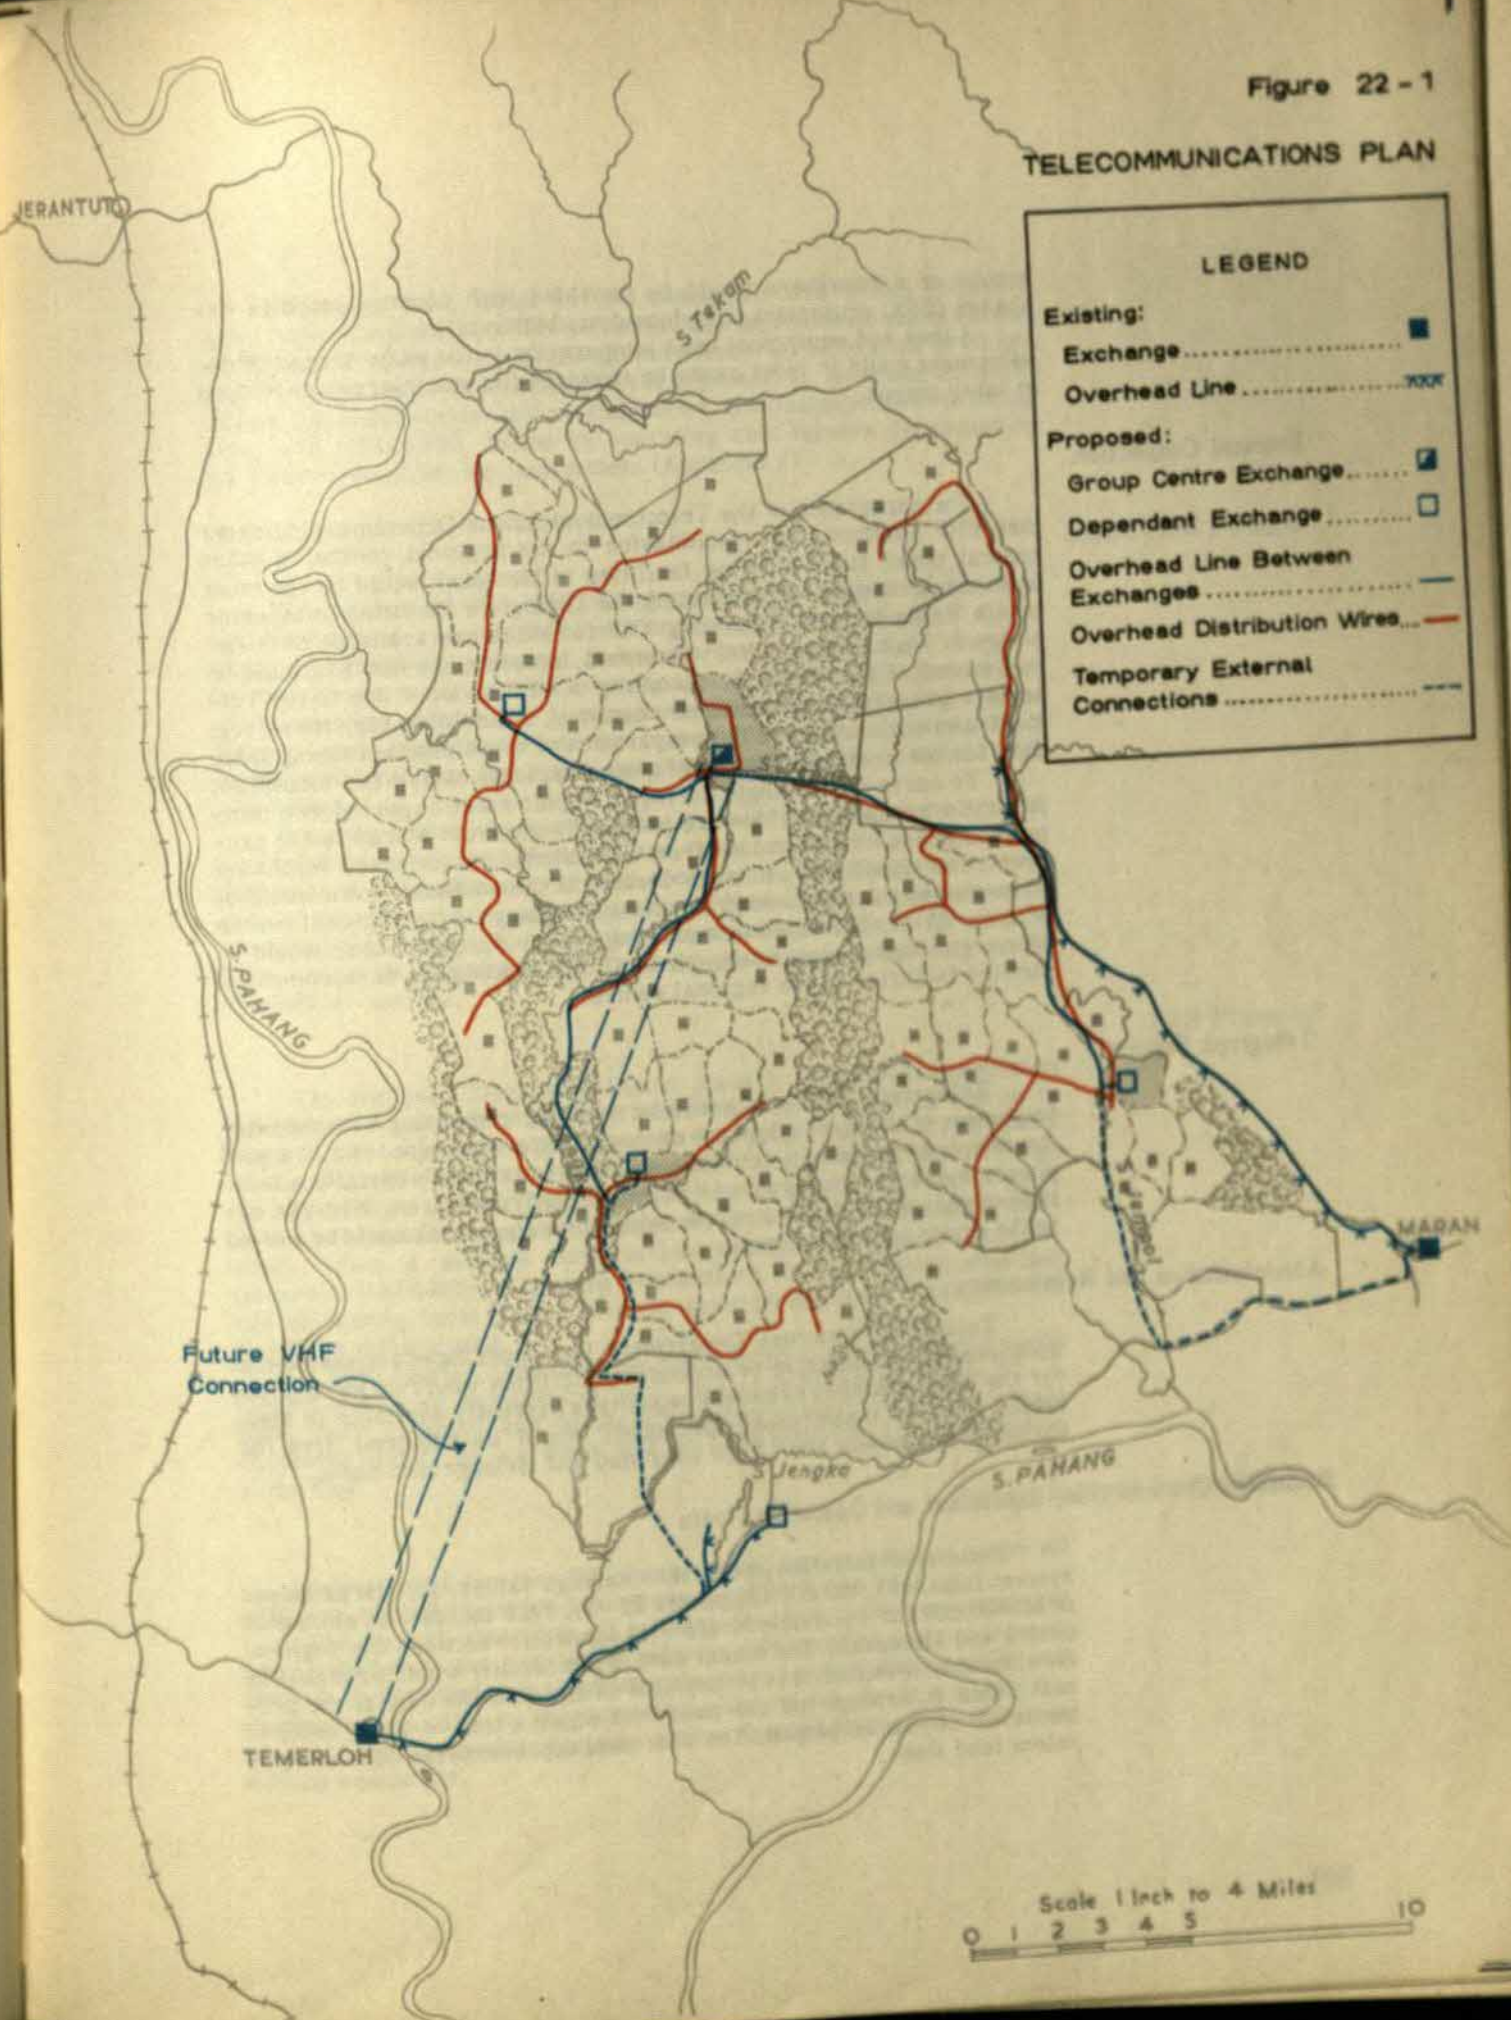 Figure 22 - 1
TELECOMMUNICATIONS PLAN
LEGEND
Existing:
Exchange
Overhead Line
Proposed:
Group Centre Exchange
Dependant Exchange
Overhead Line Between
Exchanges
Overhead Distribution Wires
Temporary External
Connections
JERANTUT
S Tekam
S. PAHANG
MARAN
Future VHF
Connection
S Jengka
S. PAHANG
TEMERLOH
Scale 1 Inch to 4 Miles
0 1 2 3 4 5 10